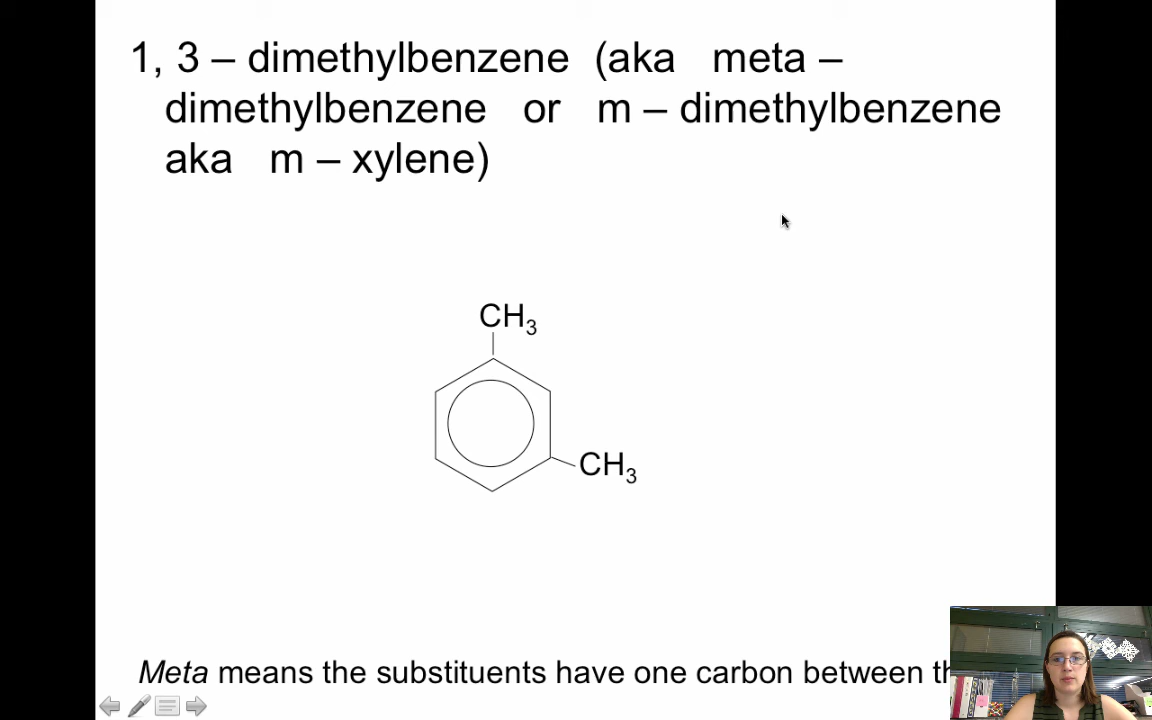 1, 3 – dimethylbenzene (aka meta –
dimethylbenzene or m – dimethylbenzene
aka m – xylene)
CH3
CH3
Meta means the substituents have one carbon between